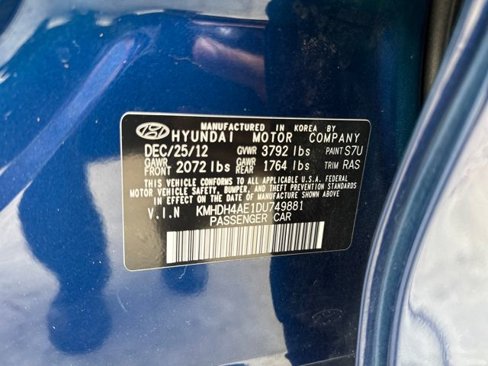 MANUFACTURED IN KOREA BY
HYUNDAI MOTOR COMPANY
DEC/25/12 GVWR 3792 lbs PAINT S7U
GAWR FRONT 2072 lbs GAWR REAR 1764 lbs TRIM RAS
THIS VEHICLE CONFORMS TO ALL APPLICABLE U.S.A FEDERAL
MOTOR VEHICLE SAFETY, BUMPER, AND THEFT PREVENTION STANDARDS
IN EFFECT ON THE DATE OF MANUFACTURE SHOWN ABOVE.
V.I.N KMHDH4AE1DU749881
PASSENGER CAR